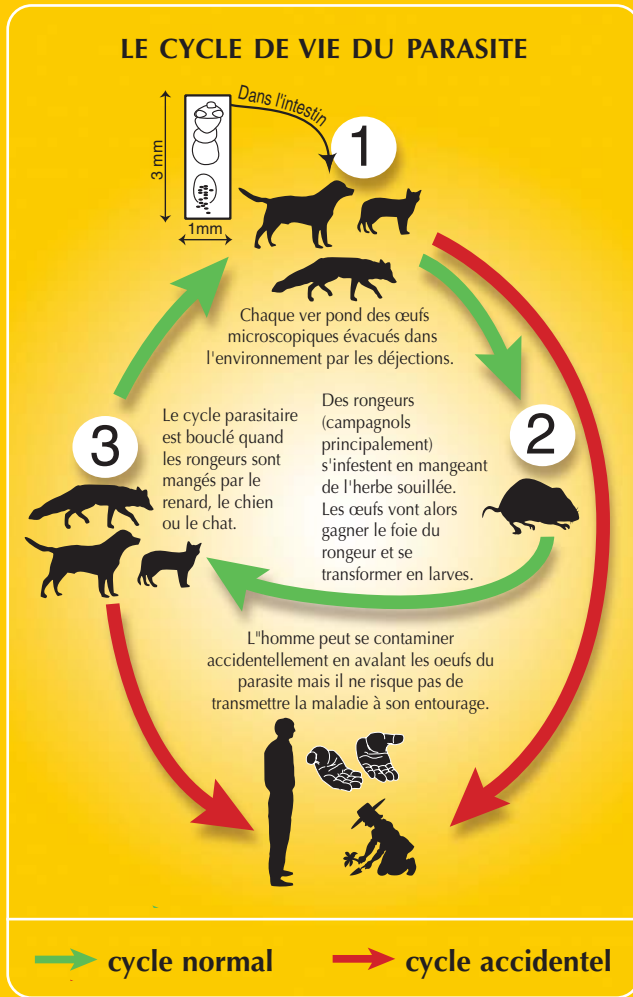 LE CYCLE DE VIE DU PARASITE
Dans l'intestin
1
3 mm
1mm
Chaque ver pond des œufs
microscopiques évacués dans
l'environnement par les déjections.
2
Des rongeurs
(campagnols
principalement)
s'infestent en mangeant
de l'herbe souillée.
Les œufs vont alors
gagner le foie du
rongeur et se
transformer en larves.
3
Le cycle parasitaire
est bouclé quand
les rongeurs sont
mangés par le
renard, le chien
ou le chat.
L"homme peut se contaminer
accidentellement en avalant les oeufs du
parasite mais il ne risque pas de
transmettre la maladie à son entourage.
cycle normal
cycle accidentel